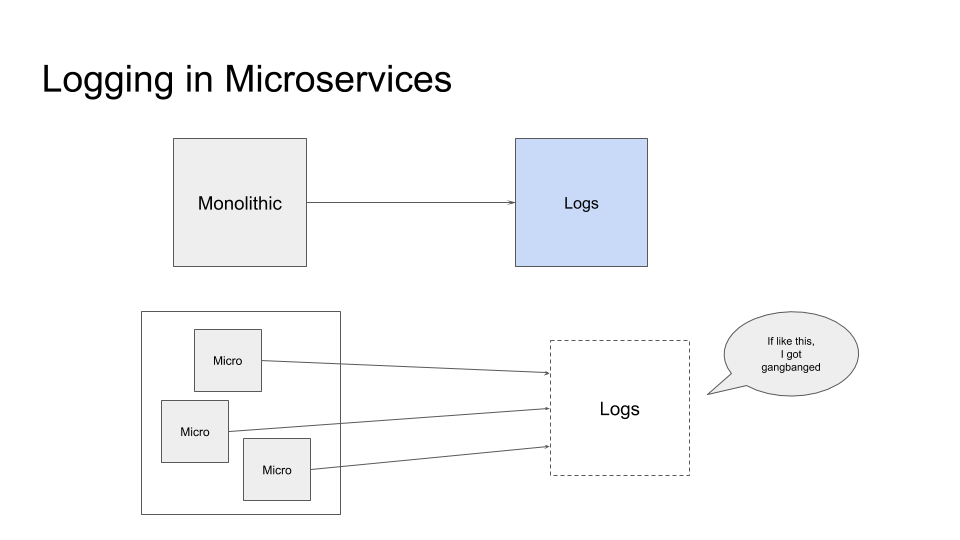 Logging in Microservices
Monolithic
Logs
Micro
Micro
Micro
Logs
If like this,
I got
gangbanged